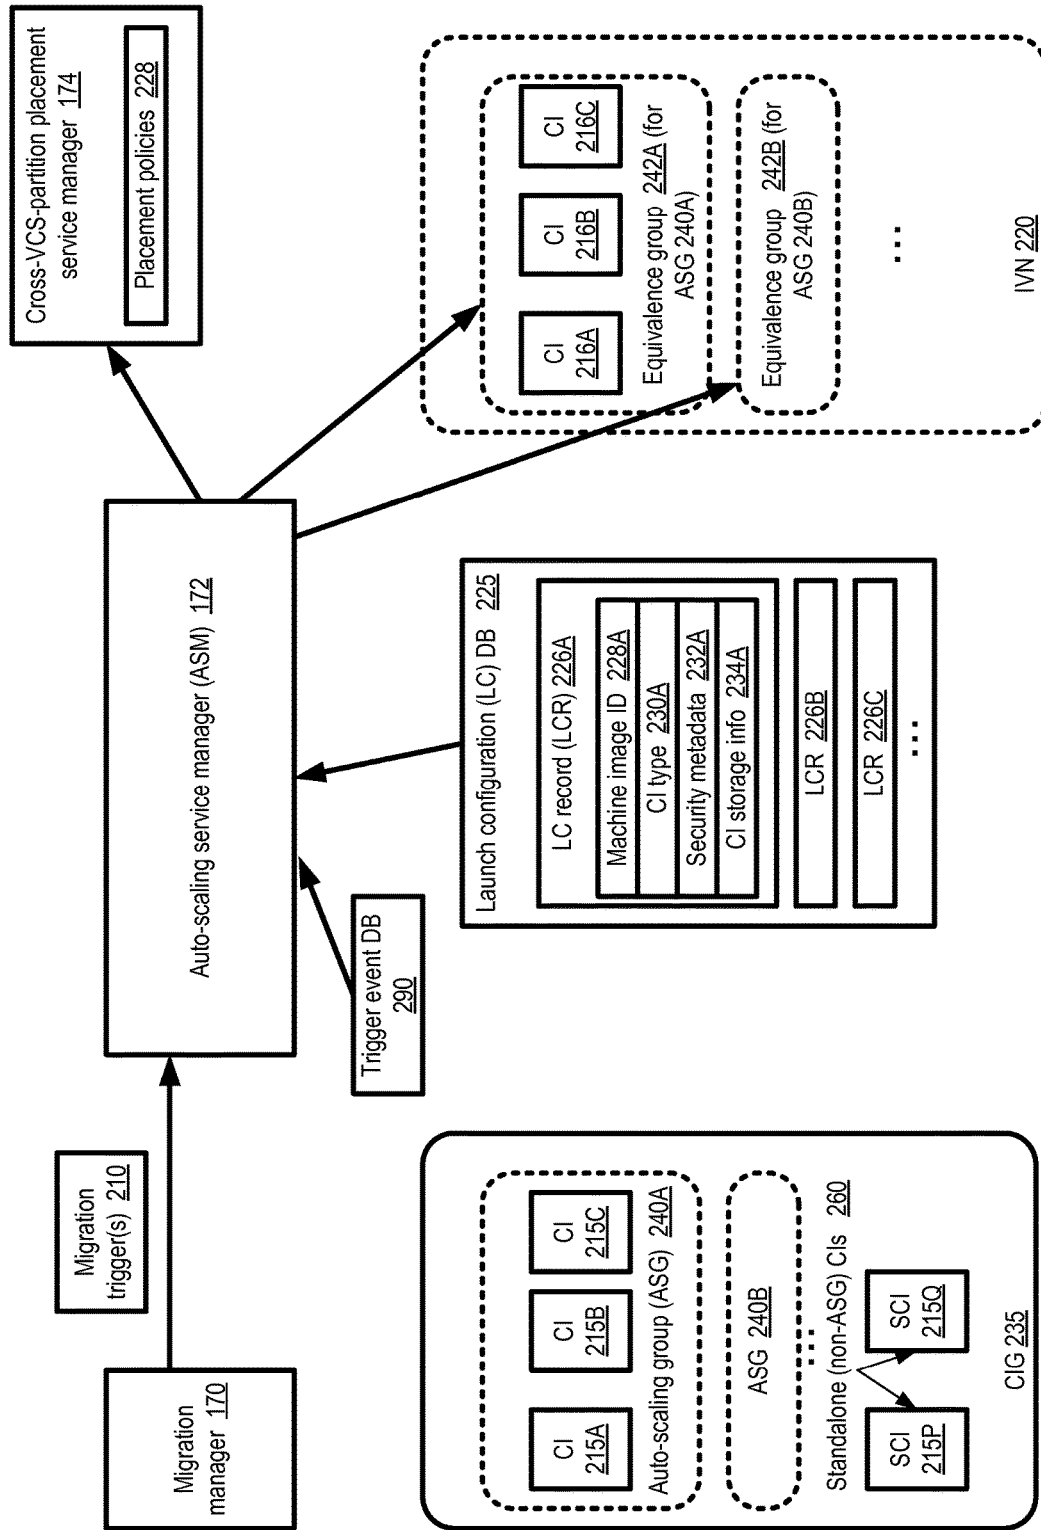 Migration
trigger(s) 210
Migration
manager 170
Auto-scaling service manager (ASM) 172
Cross-VCS-partition placement
service manager 174
Placement policies 228
Trigger event DB
290
CI
215A
CI
215B
CI
215C
Auto-scaling group (ASG) 240A
ASG 240B
...
Standalone (non-ASG) CIs 260
SCI
215P
SCI
215Q
CIG 235
Launch configuration (LC) DB 225
LC record (LCR) 226A
Machine image ID 228A
CI type 230A
Security metadata 232A
CI storage info 234A
LCR 226B
LCR 226C
...
CI
216A
CI
216B
CI
216C
Equivalence group 242A (for
ASG 240A)
Equivalence group 242B (for
ASG 240B)
...
IVN 220